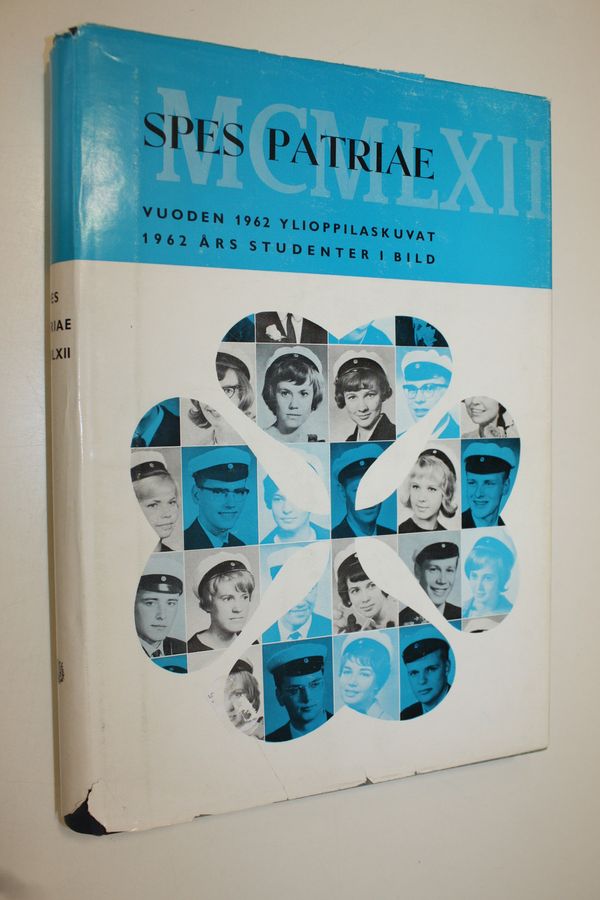 MCMLXII
SPES PATRIAE
VUODEN 1962 YLIOPPILASKUVAT
1962 ÅRS STUDENTER I BILD
ES
RIAE
LXII